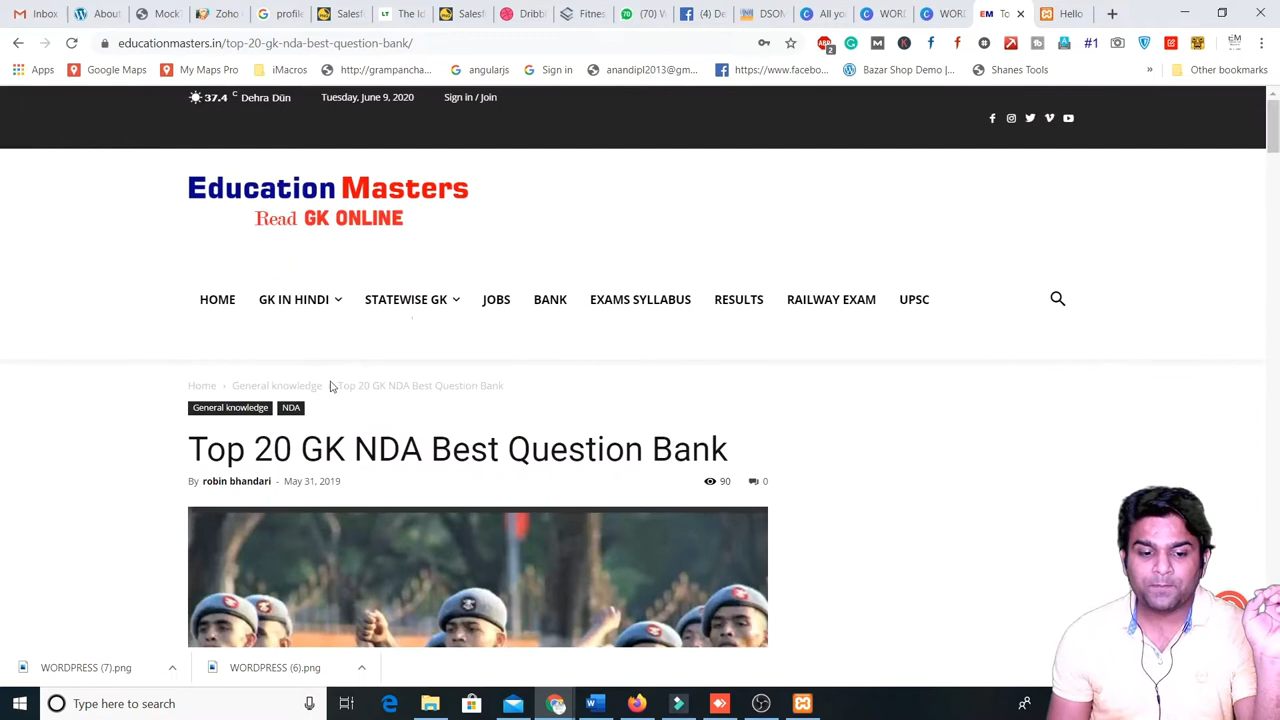 Inbox
About
Mock
Zoho
profile
Salesf
The Id
Salesf
Dribb
Fitnes
(70) W
(4) De
DSOM
All yo
WORD
WORD
EM To
Hello
educationmasters.in/top-20-gk-nda-best-question-bank/
2
#1
Apps
Google Maps
My Maps Pro
iMacros
http://grampancha...
angularjs
Sign in
anandipl2013@gm...
https://www.facebo...
Bazar Shop Demo |...
Shanes Tools
»
Other bookmarks
37.4 C Dehra Dūn
Tuesday, June 9, 2020
Sign in / Join
Education Masters
Read GK ONLINE
HOME
GK IN HINDI
STATEWISE GK
JOBS
BANK
EXAMS SYLLABUS
RESULTS
RAILWAY EXAM
UPSC
Home › General knowledge Top 20 GK NDA Best Question Bank
General knowledge
NDA
Top 20 GK NDA Best Question Bank
By robin bhandari - May 31, 2019
90
0
WORDPRESS (7).png
WORDPRESS (6).png
Type here to search